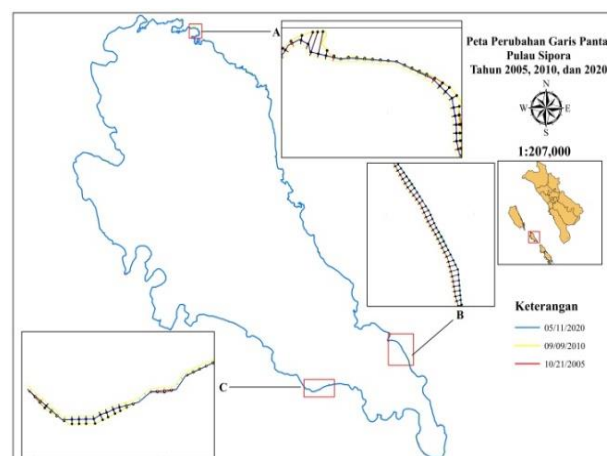 Peta Perubahan Garis Panta
Pulau Sipora
Tahun 2005, 2010, dan 2020
N
W E
S
1:207,000
A
B
C
Keterangan
05/11/2020
09/09/2010
10/21/2005